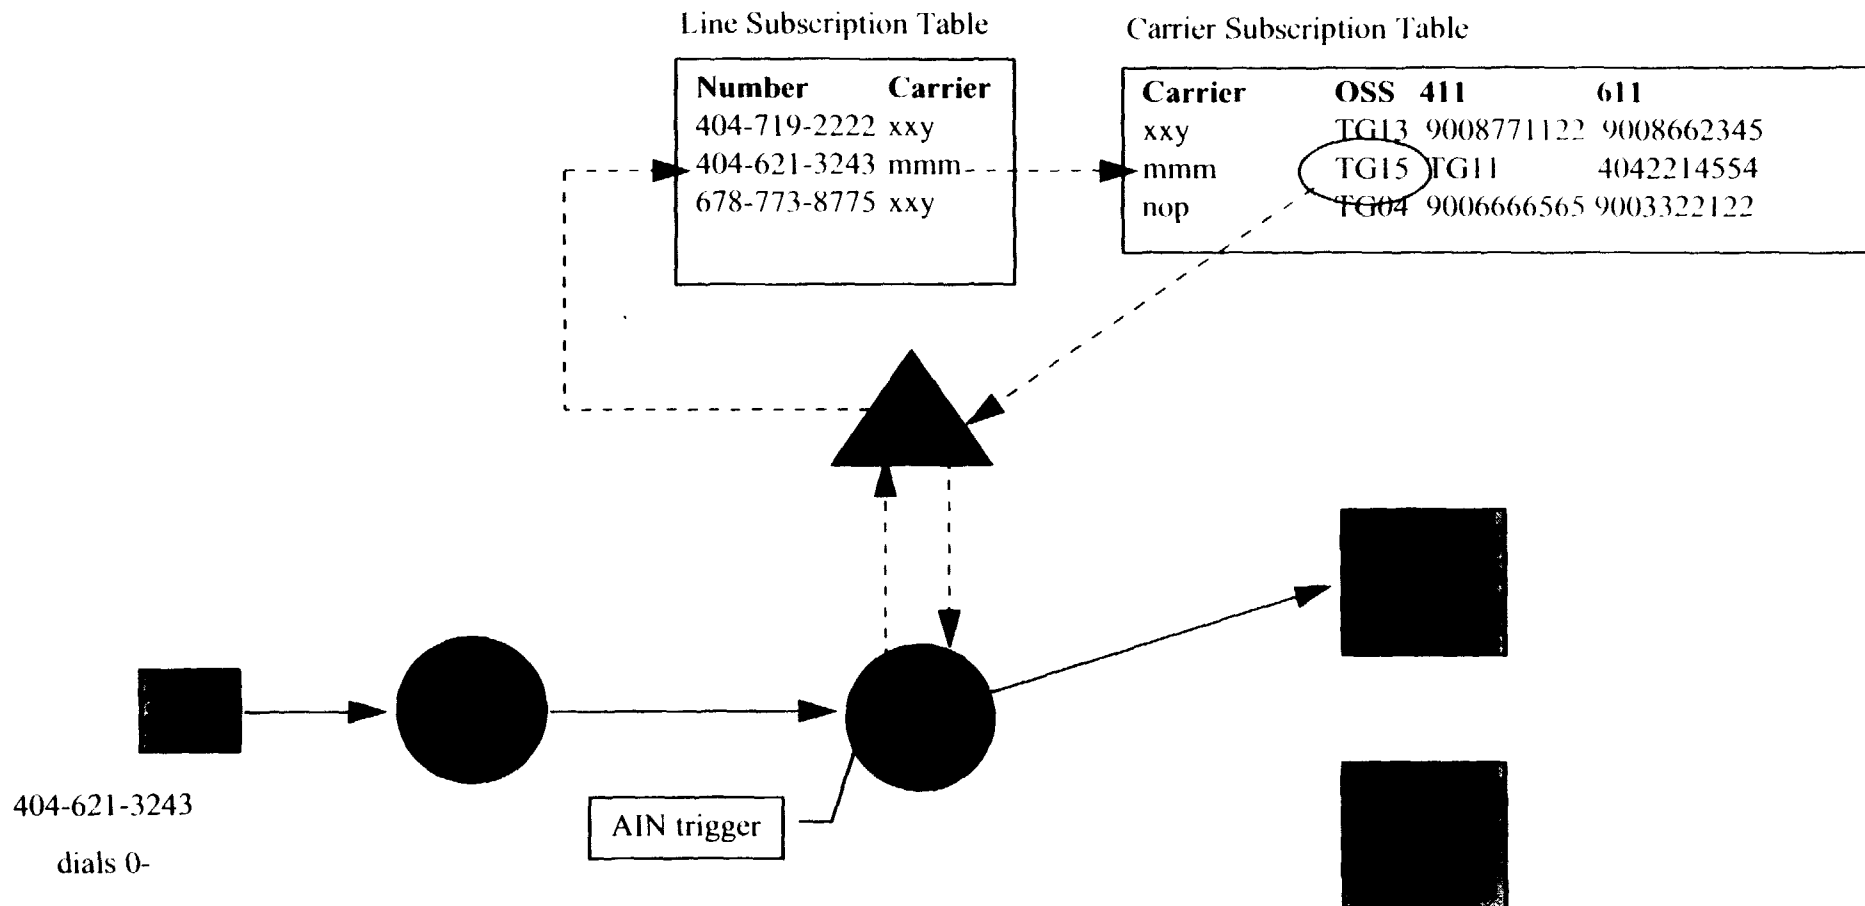 Line Subscription Table
Number Carrier
404-719-2222 xxy
404-621-3243 mmm
678-773-8775 xxy
Carrier Subscription Table
Carrier OSS 411 611
xxy TG13 9008771122 9008662345
mmm TG15 TG11 4042214554
nop TG04 9006666565 9003322122
404-621-3243
dials 0-
AIN trigger